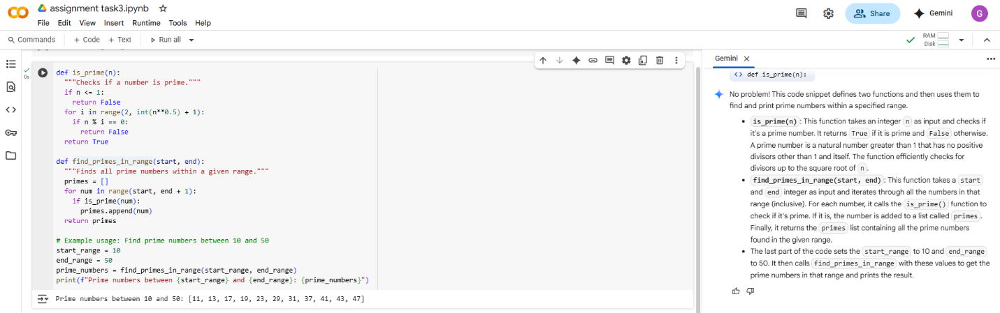 assignment task3.ipynb
File Edit View Insert Runtime Tools Help
Share
Gemini
G
Commands
+ Code + Text
Run all
RAM
Disk
0s
def is_prime(n):
"""Checks if a number is prime."""
if n <= 1:
return False
for i in range(2, int(n**0.5) + 1):
if n % i == 0:
return False
return True
def find_primes_in_range(start, end):
"""Finds all prime numbers within a given range."""
primes = []
for num in range(start, end + 1):
if is_prime(num):
primes.append(num)
return primes
# Example usage: Find prime numbers between 10 and 50
start_range = 10
end_range = 50
prime_numbers = find_primes_in_range(start_range, end_range)
print(f"Prime numbers between {start_range} and {end_range}: {prime_numbers}")
Prime numbers between 10 and 50: [11, 13, 17, 19, 23, 29, 31, 37, 41, 43, 47]
Gemini
<> def is_prime(n):
No problem! This code snippet defines two functions and then uses them to
find and print prime numbers within a specified range.
• is_prime(n) : This function takes an integer n as input and checks if
it's a prime number. It returns True if it is prime and False otherwise.
A prime number is a natural number greater than 1 that has no positive
divisors other than 1 and itself. The function efficiently checks for
divisors up to the square root of n .
• find_primes_in_range(start, end) : This function takes a start
and end integer as input and iterates through all the numbers in that
range (inclusive). For each number, it calls the is_prime() function to
check if it's prime. If it is, the number is added to a list called primes .
Finally, it returns the primes list containing all the prime numbers
found in the given range.
• The last part of the code sets the start_range to 10 and end_range
to 50. It then calls find_primes_in_range with these values to get the
prime numbers in that range and prints the result.